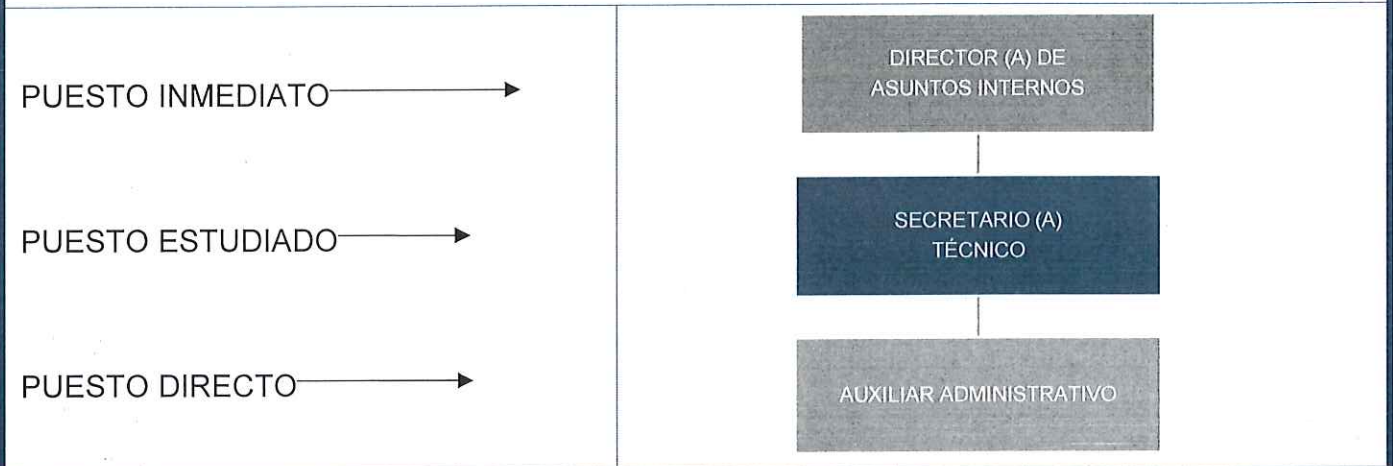 PUESTO INMEDIATO
DIRECTOR (A) DE
ASUNTOS INTERNOS
PUESTO ESTUDIADO
SECRETARIO (A)
TÉCNICO
PUESTO DIRECTO
AUXILIAR ADMINISTRATIVO